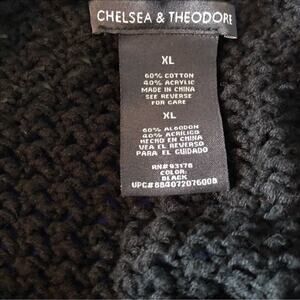 CHELSEA & THEODORE
XL
60% COTTON
40% ACRYLIC
MADE IN CHINA
SEE REVERSE
FOR CARE
XL
60% ALGODON
40% ACRILICO
HECHO EN CHINA
VEA EL REVERSO
PARA EL CUIDADO
RN#93178
COLOR:
BLACK
UPC#884072076008